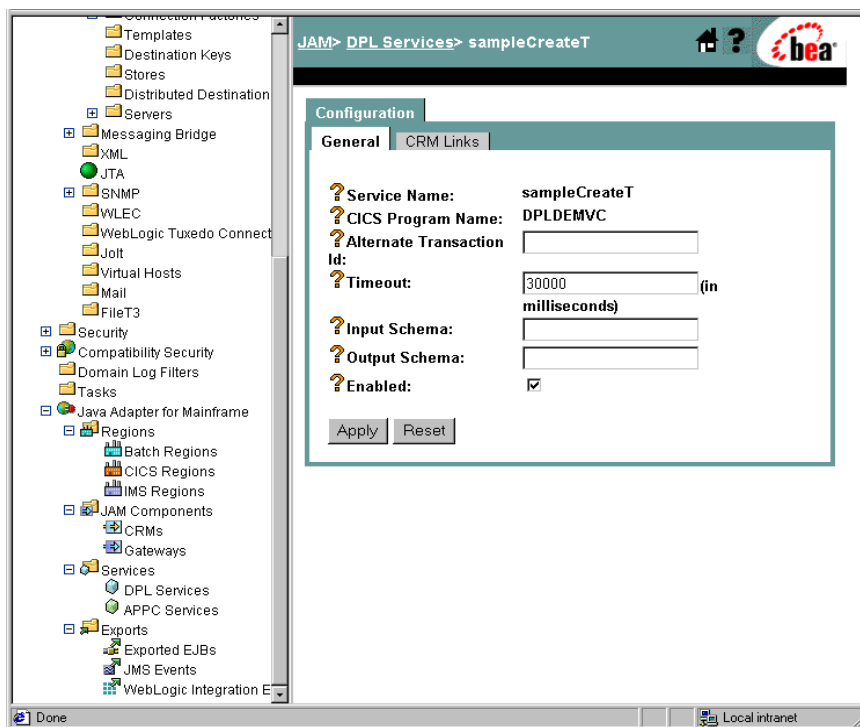 Connection Factories
Templates
Destination Keys
Stores
Distributed Destination
Servers
Messaging Bridge
XML
JTA
SNMP
WLEC
WebLogic Tuxedo Connect
Jolt
Virtual Hosts
Mail
FileT3
Security
Compatibility Security
Domain Log Filters
Tasks
Java Adapter for Mainframe
Regions
Batch Regions
CICS Regions
IMS Regions
JAM Components
CRMs
Gateways
Services
DPL Services
APPC Services
Exports
Exported EJBs
JMS Events
WebLogic Integration E
JAM> DPL Services> sampleCreateT
?
bea
Configuration
General CRM Links
? Service Name: sampleCreateT
? CICS Program Name: DPLDEMVC
? Alternate Transaction
Id:
? Timeout: 30000 (in
milliseconds)
? Input Schema:
? Output Schema:
? Enabled:
Apply Reset
Done Local intranet